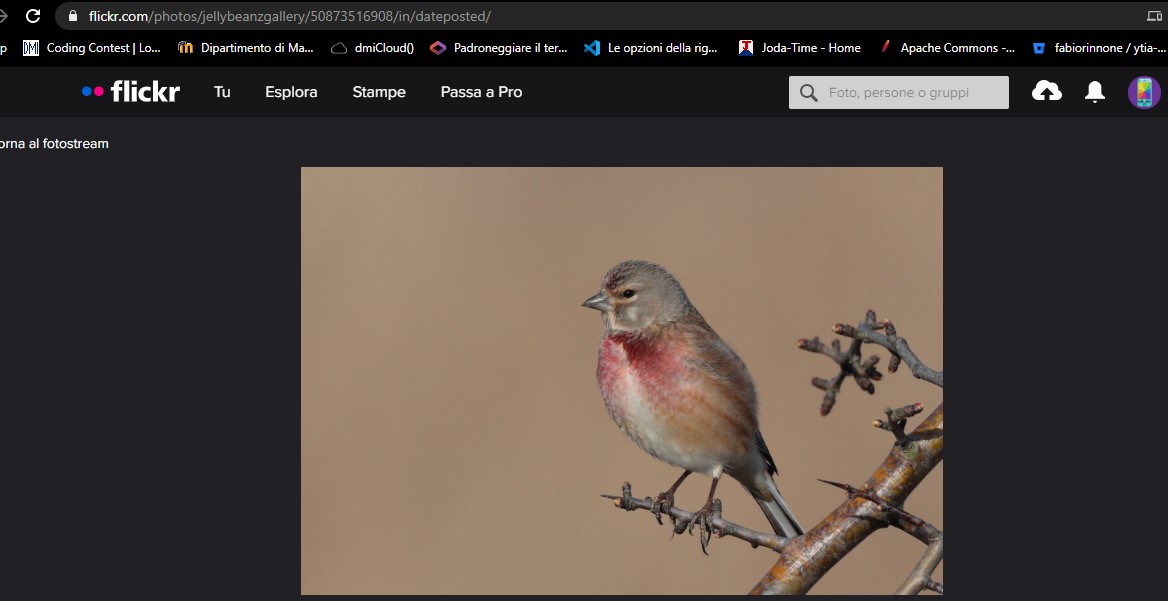 flickr.com/photos/jellybeanzgallery/50873516908/in/dateposted/
p DM Coding Contest | Lo... Dipartimento di Ma... dmiCloud() Padroneggiare il ter... Le opzioni della rig... Joda-Time - Home Apache Commons -... fabiorinnone / ytia-...
flickr Tu Esplora Stampe Passa a Pro Foto, persone o gruppi
orna al fotostream